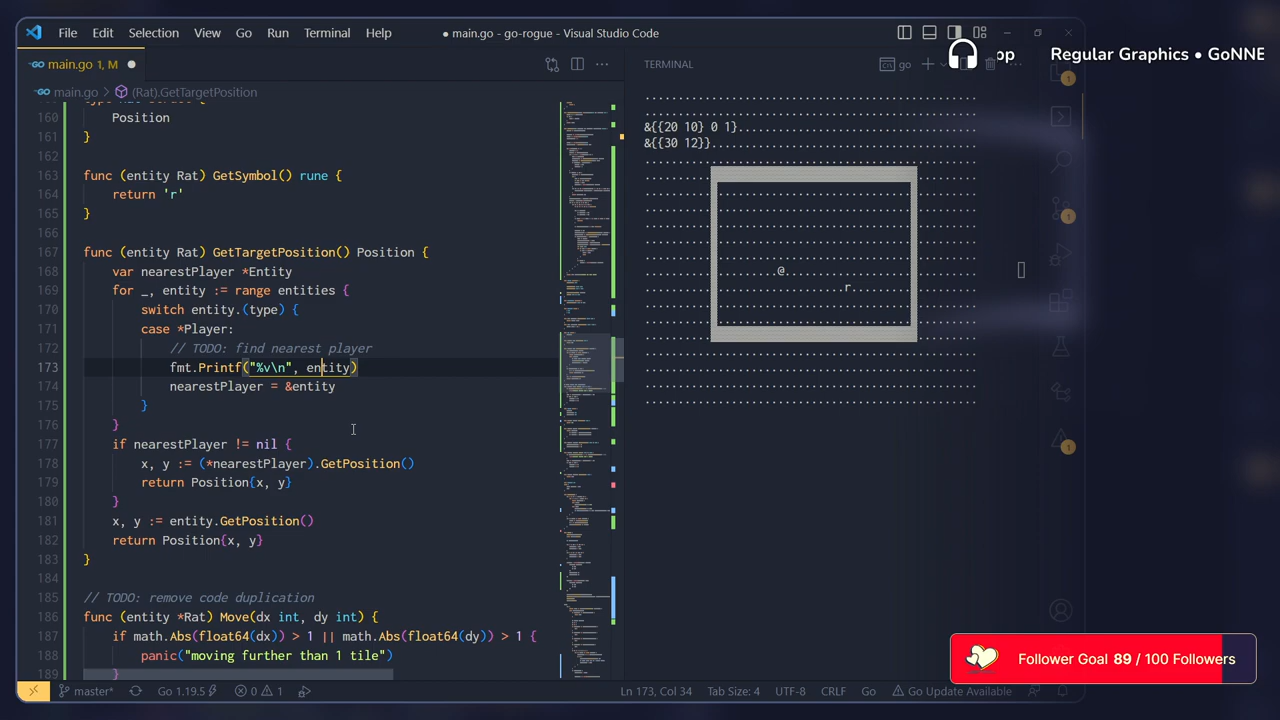 File Edit Selection View Go Run Terminal Help
● main.go - go-rogue - Visual Studio Code
main.go 1, M ●
main.go > (Rat).GetTargetPosition
160 Position
161 }
162
163 func (entity Rat) GetSymbol() rune {
164 return 'r'
165 }
166
167 func (entity Rat) GetTargetPosition() Position {
168 var nearestPlayer *Entity
169 for _, entity := range entities {
170 switch entity.(type) {
171 case *Player:
172 // TODO: find nearest player
173 fmt.Printf("%v\n", entity)
174 nearestPlayer = &entity
175 }
176 }
177 if nearestPlayer != nil {
178 x, y := (*nearestPlayer).GetPosition()
179 return Position{x, y}
180 }
181 x, y := entity.GetPosition()
182 return Position{x, y}
183 }
184
185 // TODO: remove code duplication
186 func (entity *Rat) Move(dx int, dy int) {
187 if math.Abs(float64(dx)) > 1 || math.Abs(float64(dy)) > 1 {
188 panic("moving further than 1 tile")
189 }
TERMINAL
go
&{{20 10} 0 1}
&{{30 12}}
@
r
Regular Graphics • GoNNE
Follower Goal 89 / 100 Followers
master*
Go 1.19.5
0 1
Ln 173, Col 34 Tab Size: 4 UTF-8 CRLF Go Go Update Available